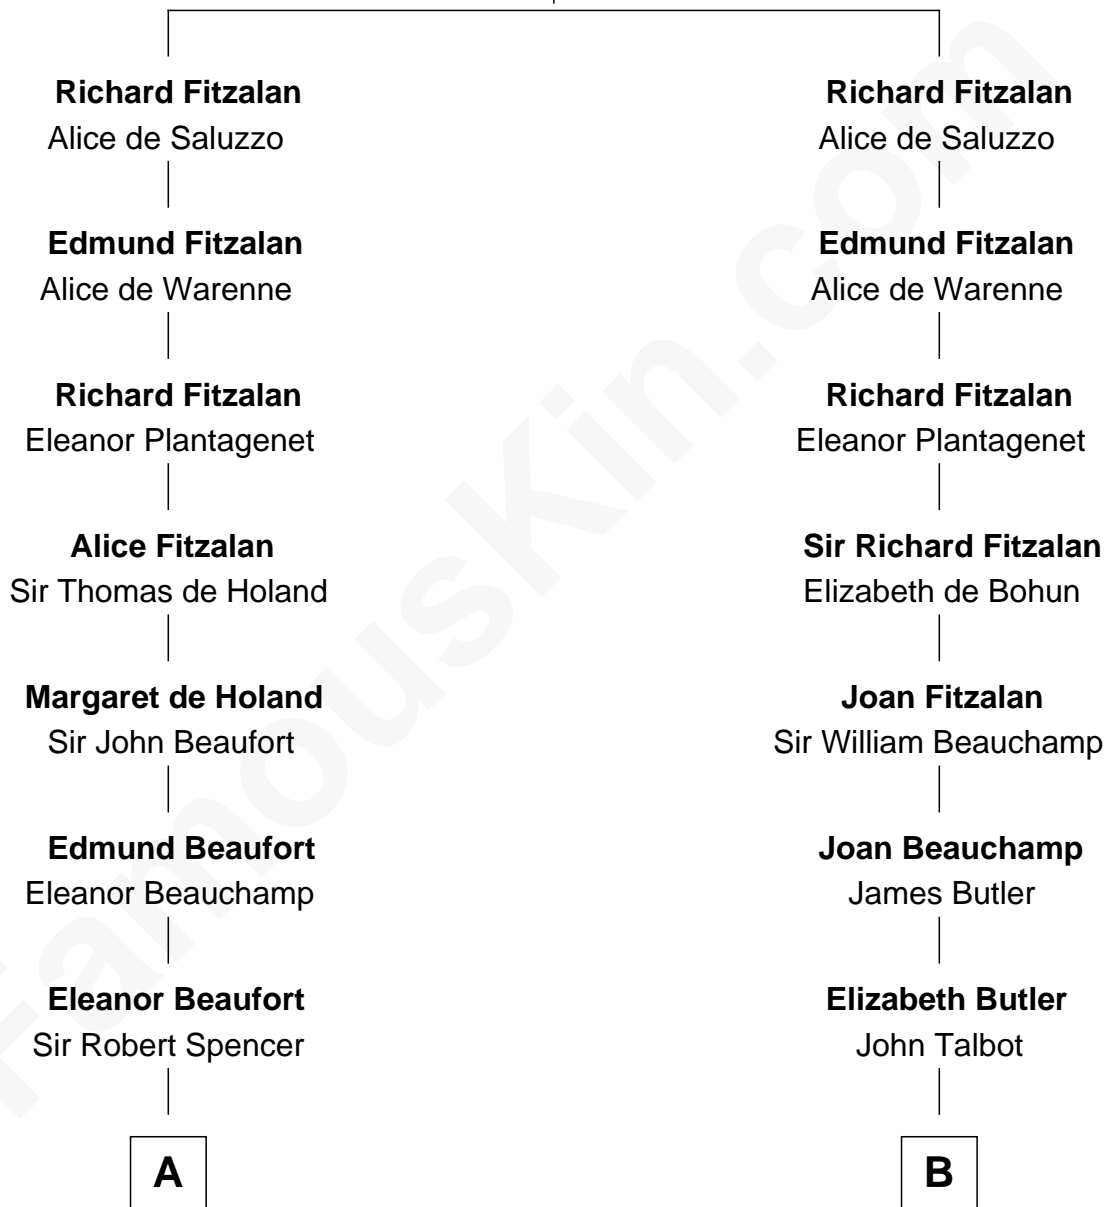 Richard Fitzalan
Alice de Saluzzo
Edmund Fitzalan
Alice de Warenne
Richard Fitzalan
Eleanor Plantagenet
Alice Fitzalan
Sir Thomas de Holand
Margaret de Holand
Sir John Beaufort
Edmund Beaufort
Eleanor Beauchamp
Eleanor Beaufort
Sir Robert Spencer
A
Richard Fitzalan
Alice de Saluzzo
Edmund Fitzalan
Alice de Warenne
Richard Fitzalan
Eleanor Plantagenet
Sir Richard Fitzalan
Elizabeth de Bohun
Joan Fitzalan
Sir William Beauchamp
Joan Beauchamp
James Butler
Elizabeth Butler
John Talbot
B
FamousKin.com